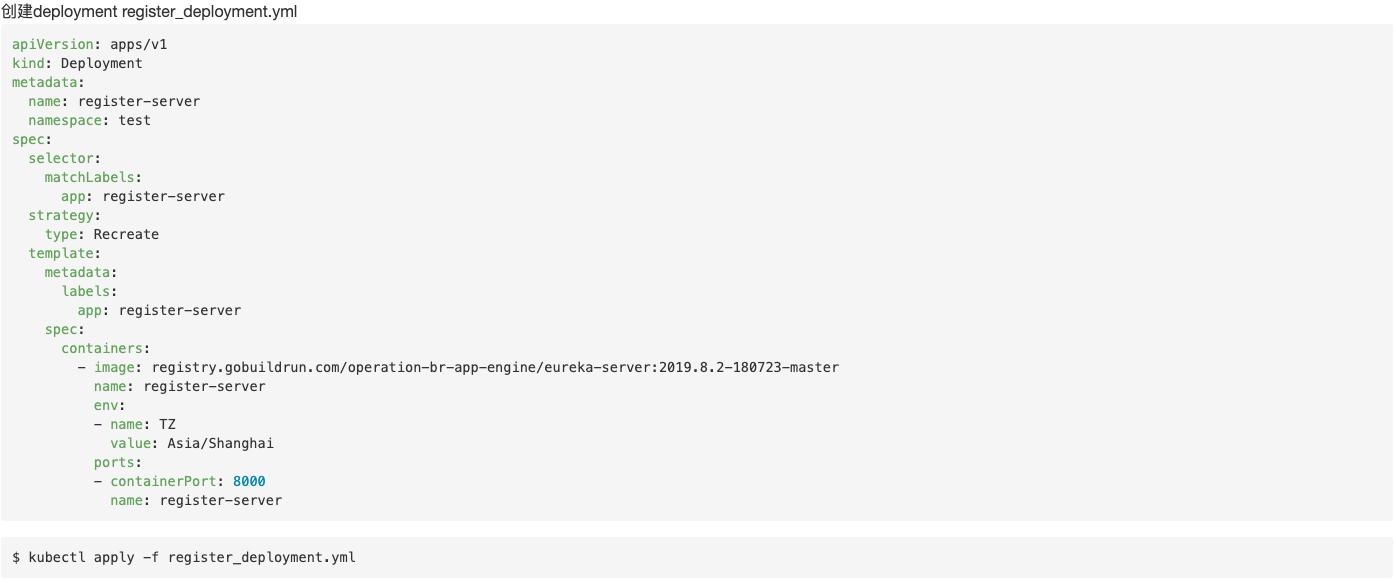 创建deployment register_deployment.yml
apiVersion: apps/v1
kind: Deployment
metadata:
  name: register-server
  namespace: test
spec:
  selector:
    matchLabels:
      app: register-server
  strategy:
    type: Recreate
  template:
    metadata:
      labels:
        app: register-server
    spec:
      containers:
        - image: registry.gobuildrun.com/operation-br-app-engine/eureka-server:2019.8.2-180723-master
          name: register-server
          env:
          - name: TZ
            value: Asia/Shanghai
          ports:
          - containerPort: 8000
            name: register-server
$ kubectl apply -f register_deployment.yml